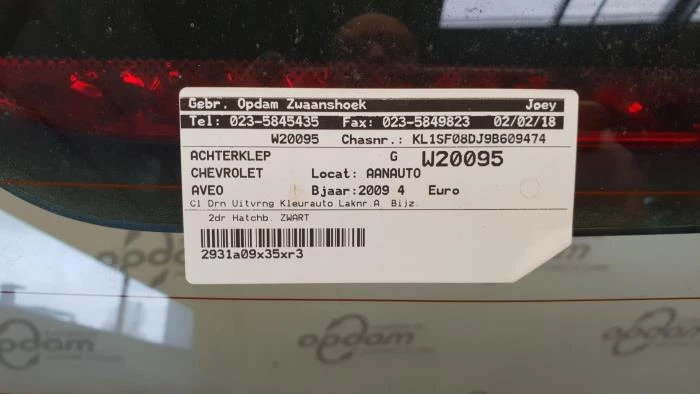 Gebr. Opdam Zwaanshoek Joey
Tel: 023-5845435 Fax: 023-5849823 02/02/18
W20095 Chasnr.: KL1SF08DJ9B609474
ACHTERKLEP G W20095
CHEVROLET Locat: AANAUTO
AVEO Bjaar:2009 4 Euro
Cl Drn Uitvrng Kleurauto Laknr.A Bijz.
2dr Hatchb. ZWART
2931a09x35xr3
opdam opdam opdam